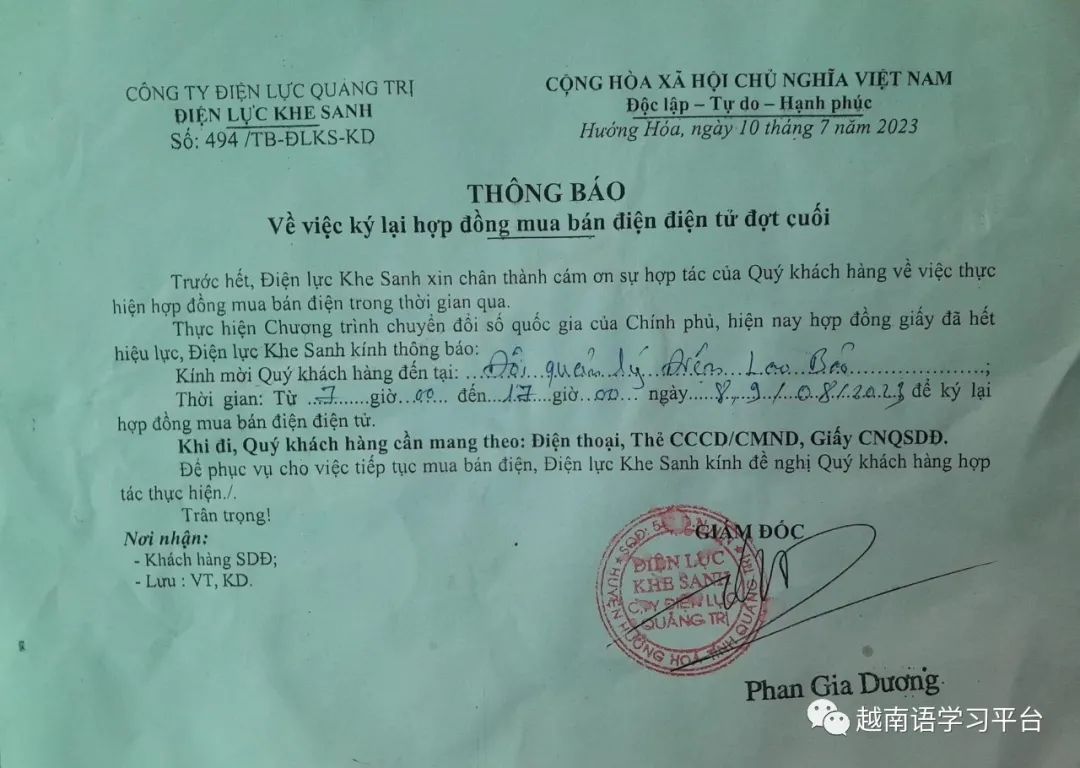 CÔNG TY ĐIỆN LỰC QUẢNG TRỊ
ĐIỆN LỰC KHE SANH
Số: 494 /TB-ĐLKS-KD
CỘNG HÒA XÃ HỘI CHỦ NGHĨA VIỆT NAM
Độc lập – Tự do – Hạnh phúc
Hướng Hóa, ngày 10 tháng 7 năm 2023
THÔNG BÁO
Về việc ký lại hợp đồng mua bán điện điện tử đợt cuối
Trước hết, Điện lực Khe Sanh xin chân thành cám ơn sự hợp tác của Quý khách hàng về việc thực
hiện hợp đồng mua bán điện trong thời gian qua.
Thực hiện Chương trình chuyển đổi số quốc gia của Chính phủ, hiện nay hợp đồng giấy đã hết
hiệu lực, Điện lực Khe Sanh kính thông báo:
Kính mời Quý khách hàng đến tại: ...Đội quản lý Điện Lao Bảo...................;
Thời gian: Từ ..7......giờ..00.. đến..17...giờ..00... ngày.....8, 9/08/2023 để ký lại
hợp đồng mua bán điện điện tử.
Khi đi, Quý khách hàng cần mang theo: Điện thoại, Thẻ CCCD/CMND, Giấy CNQSDĐ.
Để phục vụ cho việc tiếp tục mua bán điện, Điện lực Khe Sanh kính đề nghị Quý khách hàng hợp
tác thực hiện./.
Trân trọng!
Nơi nhận:
- Khách hàng SDĐ;
- Lưu : VT, KD.
GIÁM ĐỐC
ĐIỆN LỰC
KHE SANH
C.TY ĐIỆN LỰC
QUẢNG TRỊ
HUYỆN HƯỚNG HÓA TỈNH QUẢNG TRỊ
Phan Gia Dương
越南语学习平台